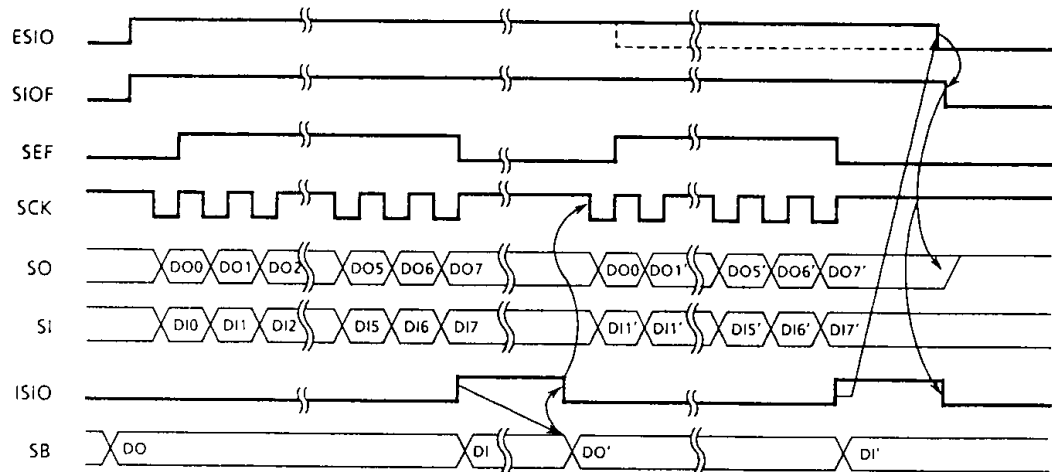 ESIO
SIOF
SEF
SCK
SO DO0 DO1 DO2 DO5 DO6 DO7 DO0 DO1' DO5' DO6' DO7'
SI DI0 DI1 DI2 DI5 DI6 DI7 DI1' DI1' DI5' DI6' DI7'
ISIO
SB DO DI DO' DI'